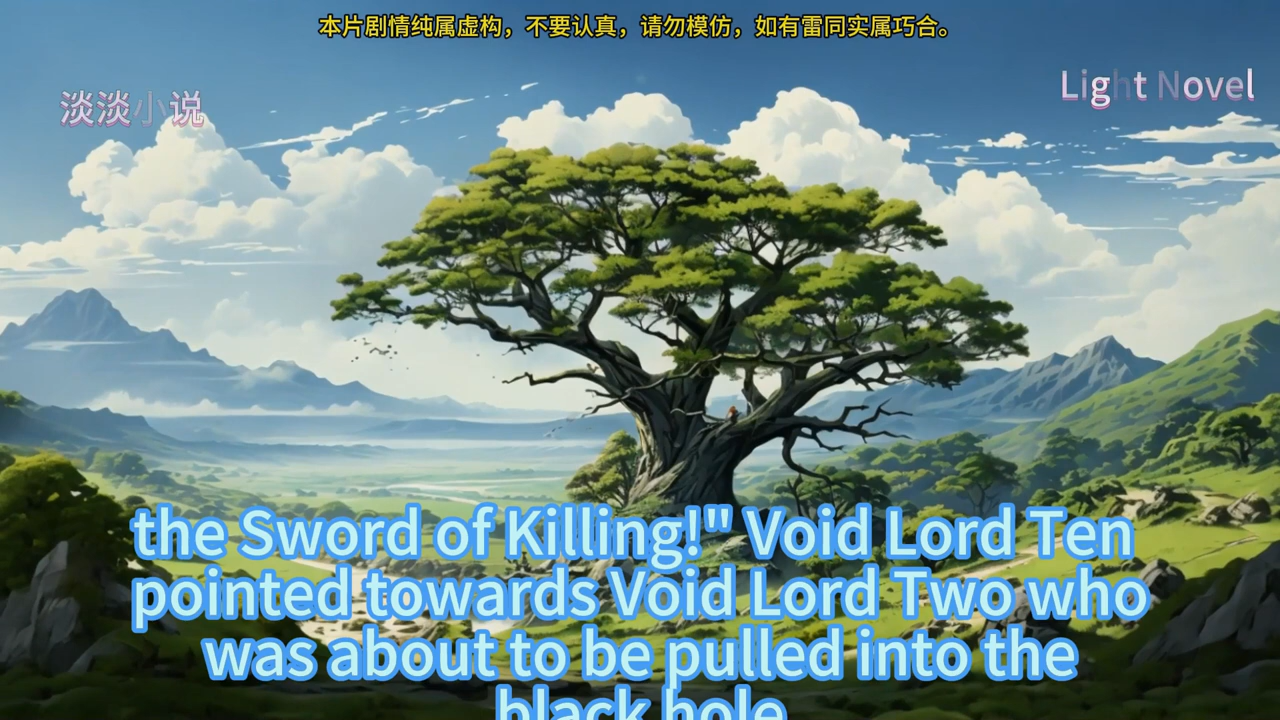 本片剧情纯属虚构，不要认真，请勿模仿，如有雷同实属巧合。
淡淡小说
Light Novel
the Sword of Killing!" Void Lord Ten
pointed towards Void Lord Two who
was about to be pulled into the
black hole